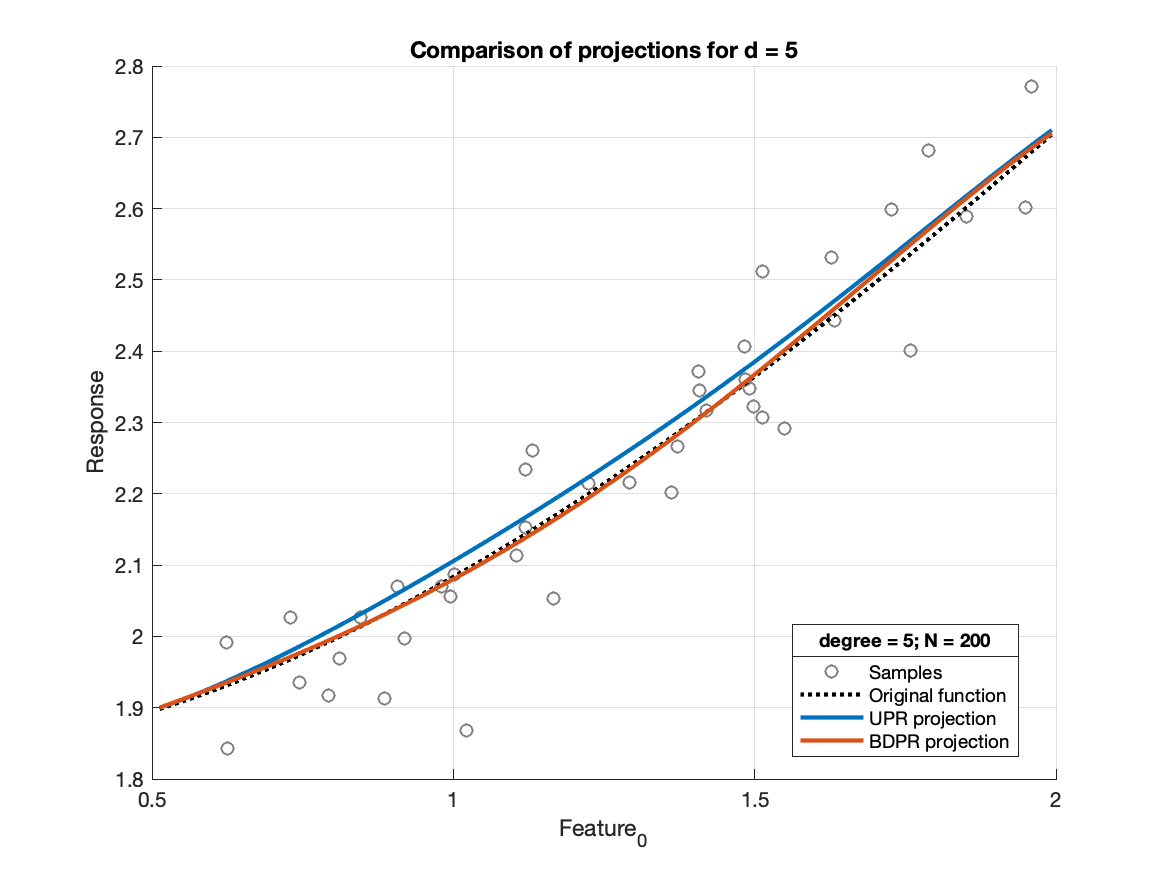 Comparison of projections for d = 5
2.8
2.7
2.6
2.5
2.4
2.3
2.2
2.1
2
1.9
1.8
Response
0.5 1 1.5 2
Feature0
degree = 5; N = 200
Samples
Original function
UPR projection
BDPR projection